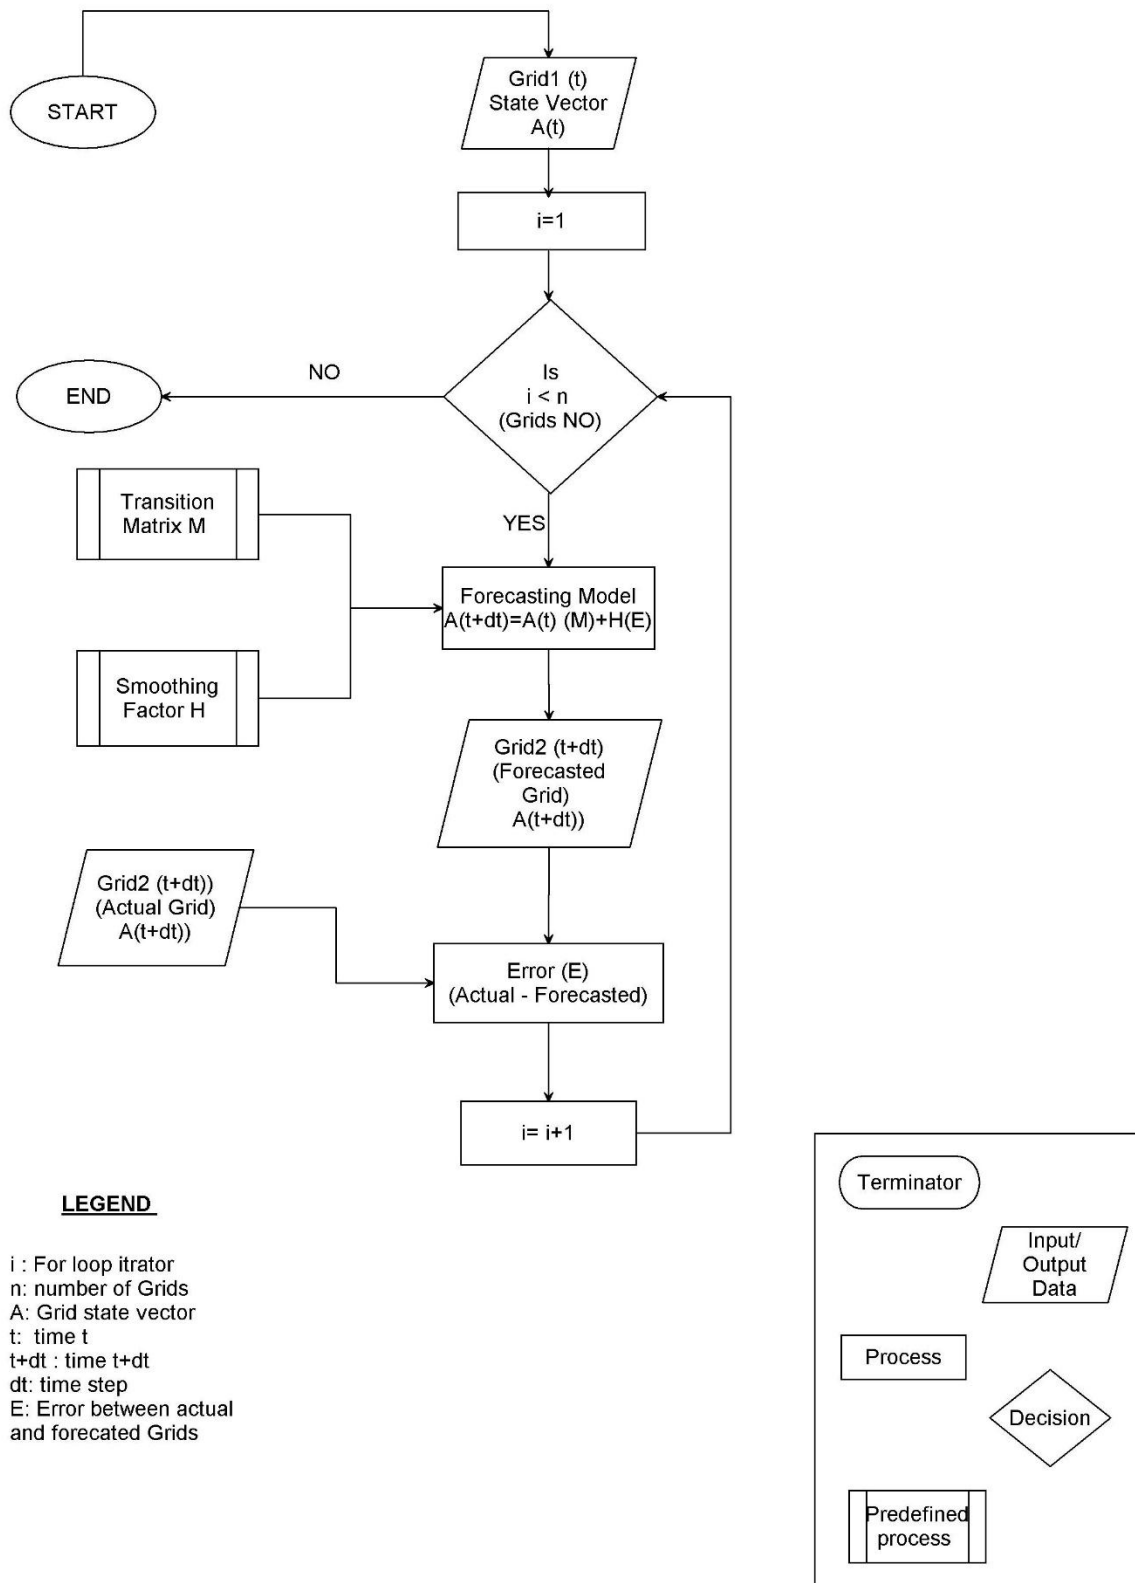 START
Grid1 (t)
State Vector
A(t)
i=1
Is
i < n
(Grids NO)
NO
END
YES
Transition
Matrix M
Forecasting Model
A(t+dt)=A(t) (M)+H(E)
Smoothing
Factor H
Grid2 (t+dt)
(Forecasted
Grid)
A(t+dt))
Grid2 (t+dt))
(Actual Grid)
A(t+dt))
Error (E)
(Actual - Forecasted)
i= i+1
LEGEND
i : For loop itrator
n: number of Grids
A: Grid state vector
t: time t
t+dt : time t+dt
dt: time step
E: Error between actual
and forecated Grids
Terminator
Input/
Output
Data
Process
Decision
Predefined
process